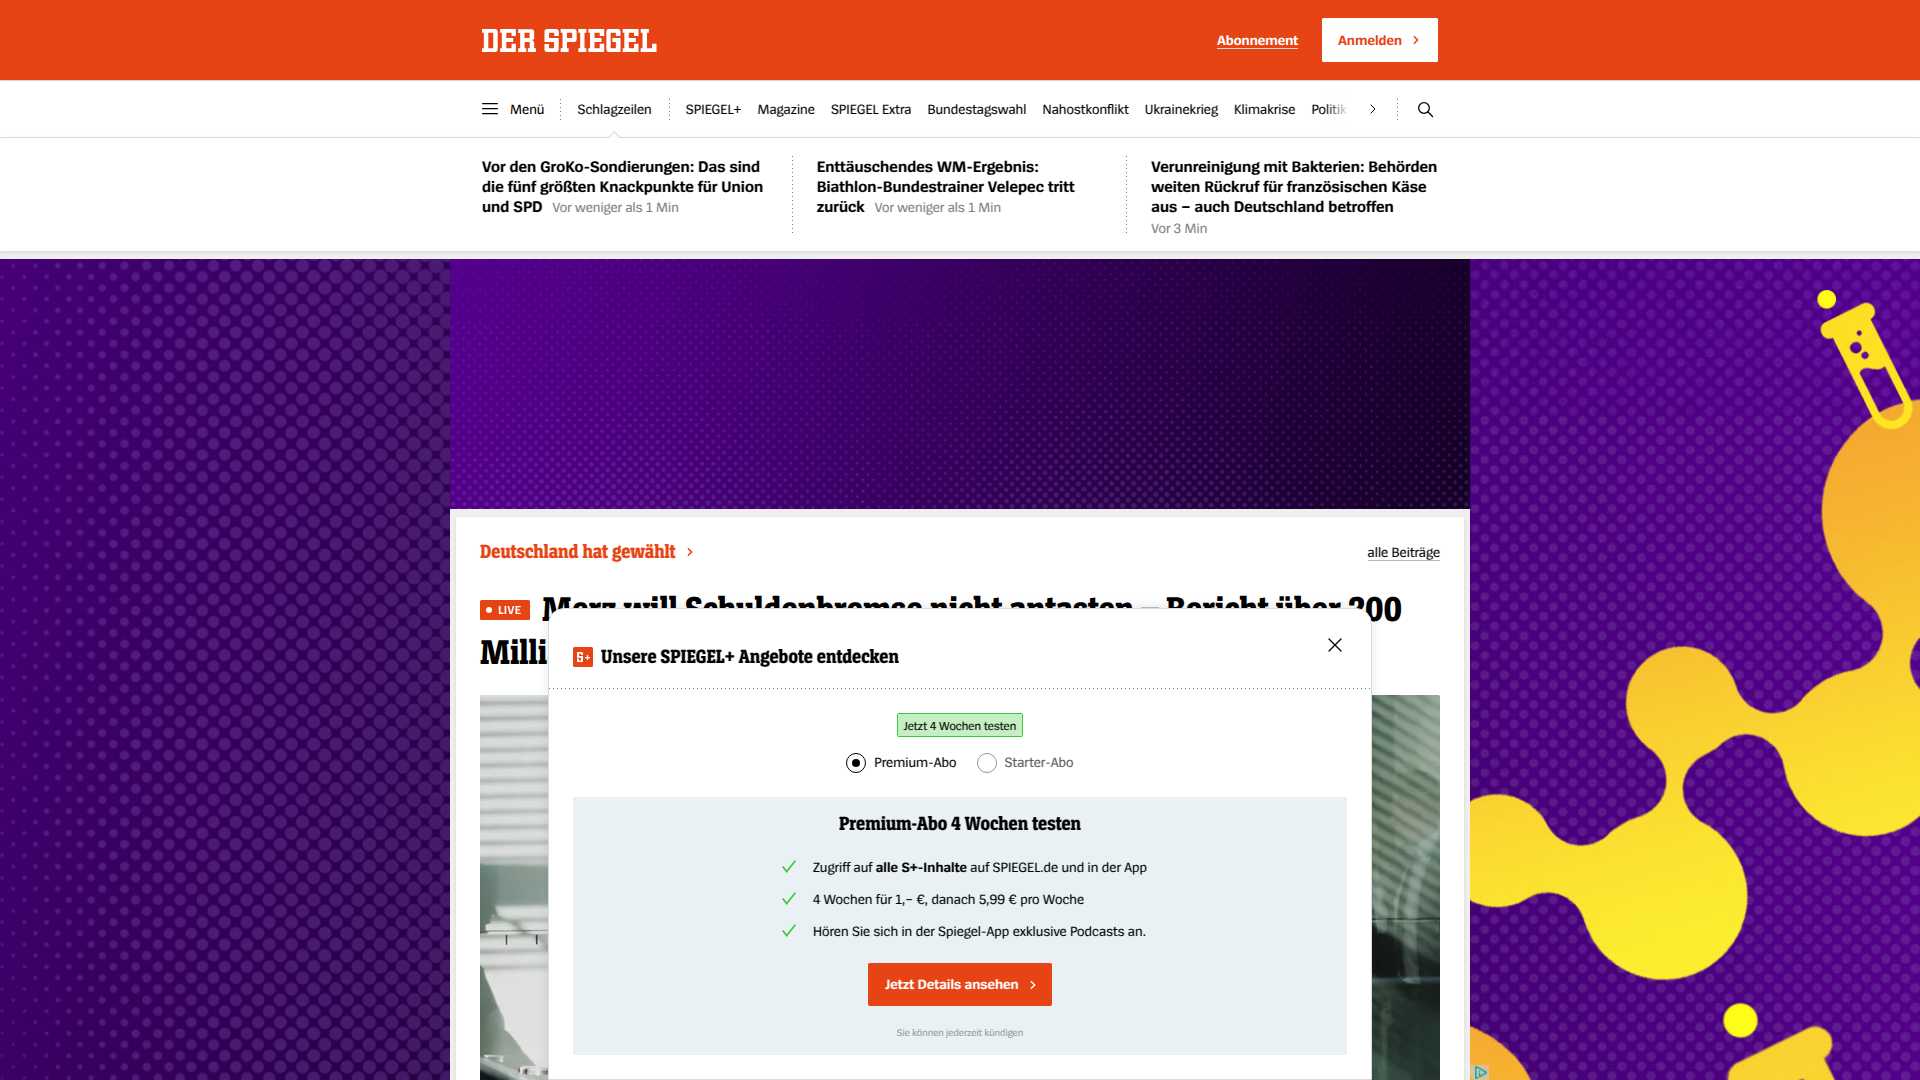 DER SPIEGEL
Abonnement
Anmelden
Menü
Schlagzeilen
SPIEGEL+
Magazine
SPIEGEL Extra
Bundestagswahl
Nahostkonflikt
Ukrainekrieg
Klimakrise
Politik
Vor den GroKo-Sondierungen: Das sind
die fünf größten Knackpunkte für Union
und SPD Vor weniger als 1 Min
Enttäuschendes WM-Ergebnis:
Biathlon-Bundestrainer Velepec tritt
zurück Vor weniger als 1 Min
Verunreinigung mit Bakterien: Behörden
weiten Rückruf für französischen Käse
aus – auch Deutschland betroffen
Vor 3 Min
Deutschland hat gewählt
alle Beiträge
LIVE Merz will Schuldenbremse nicht antasten – Bericht über 200
Milli
S+ Unsere SPIEGEL+ Angebote entdecken
Jetzt 4 Wochen testen
Premium-Abo
Starter-Abo
Premium-Abo 4 Wochen testen
Zugriff auf alle S+-Inhalte auf SPIEGEL.de und in der App
4 Wochen für 1,– €, danach 5,99 € pro Woche
Hören Sie sich in der Spiegel-App exklusive Podcasts an.
Jetzt Details ansehen
Sie können jederzeit kündigen